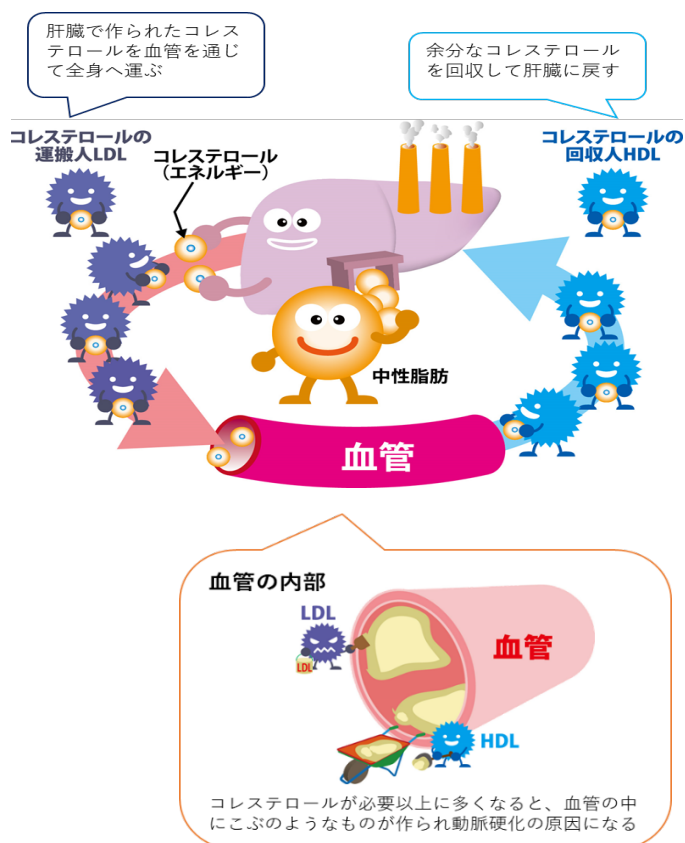 肝臓で作られたコレス
テロールを血管を通じ
て全身へ運ぶ
余分なコレステロール
を回収して肝臓に戻す
コレステロールの
運搬人LDL
コレステロール
（エネルギー）
コレステロールの
回収人HDL
中性脂肪
血管
血管の内部
LDL
LDL
血管
HDL
コレステロールが必要以上に多くなると、血管の中
にこぶのようなものが作られ動脈硬化の原因になる